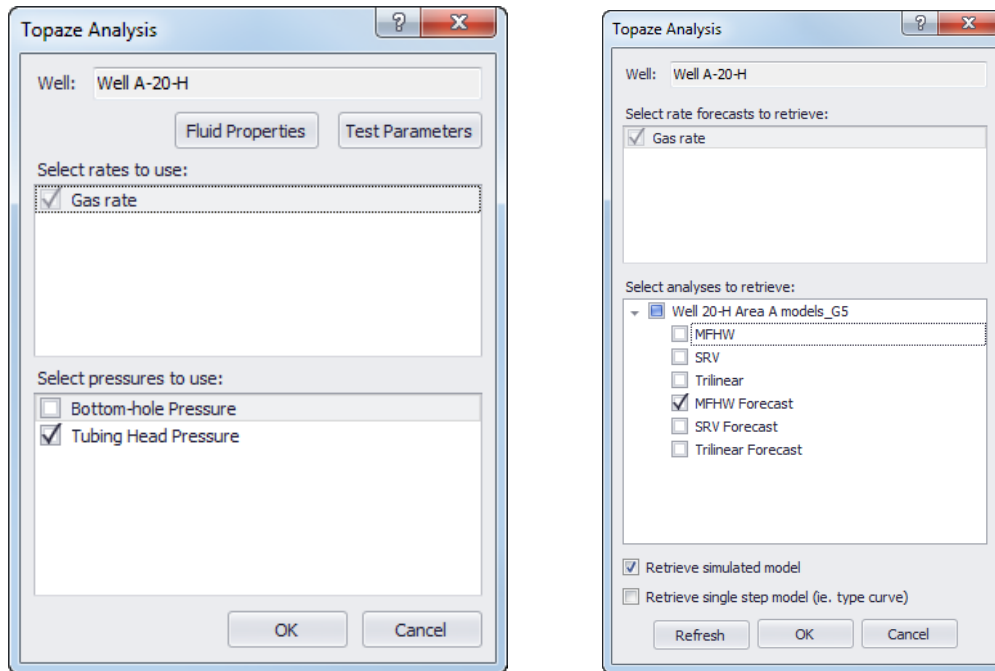 Topaze Analysis
Well: Well A-20-H
Fluid Properties Test Parameters
Select rates to use:
Gas rate
Select pressures to use:
Bottom-hole Pressure
Tubing Head Pressure
OK Cancel
Topaze Analysis
Well: Well A-20-H
Select rate forecasts to retrieve:
Gas rate
Select analyses to retrieve:
Well 20-H Area A models_G5
MFHW
SRV
Trilinear
MFHW Forecast
SRV Forecast
Trilinear Forecast
Retrieve simulated model
Retrieve single step model (ie. type curve)
Refresh OK Cancel